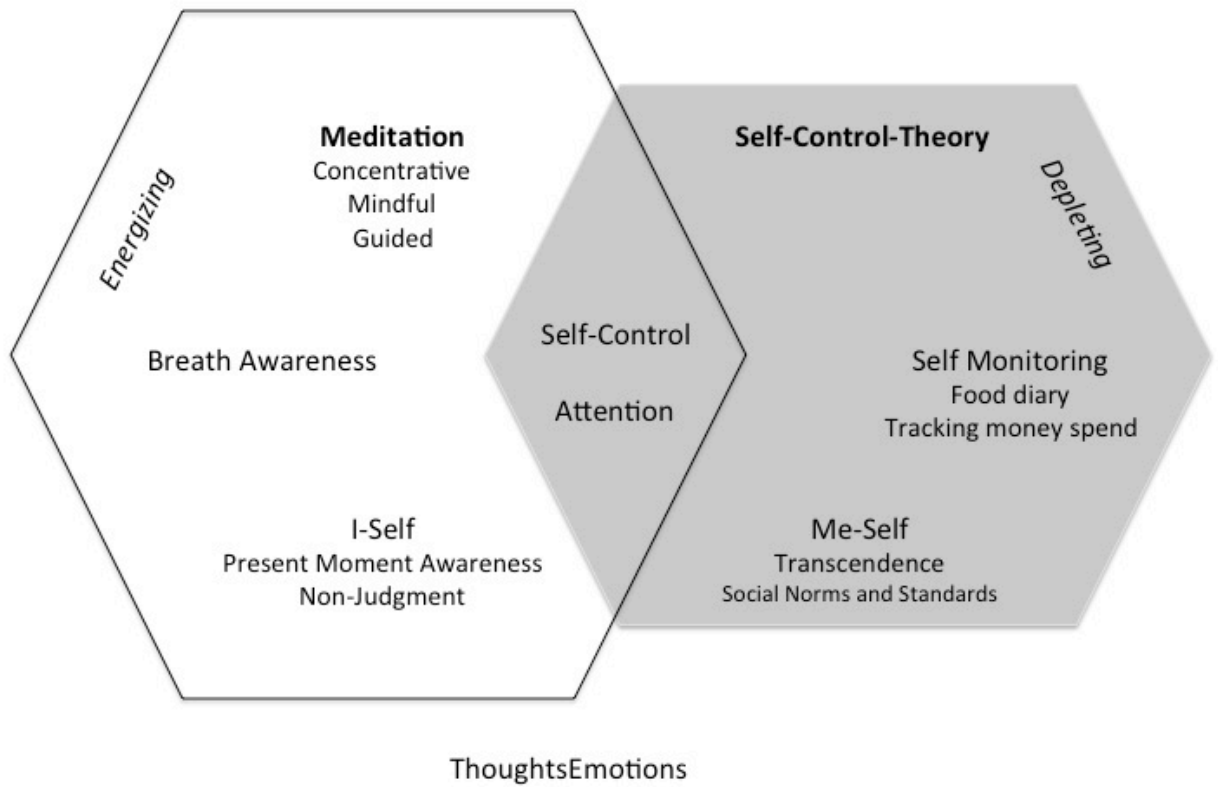 Meditation
Concentrative
Mindful
Guided
Energizing
Breath Awareness
I-Self
Present Moment Awareness
Non-Judgment
Self-Control
Attention
Self-Control-Theory
Depleting
Self Monitoring
Food diary
Tracking money spend
Me-Self
Transcendence
Social Norms and Standards
ThoughtsEmotions